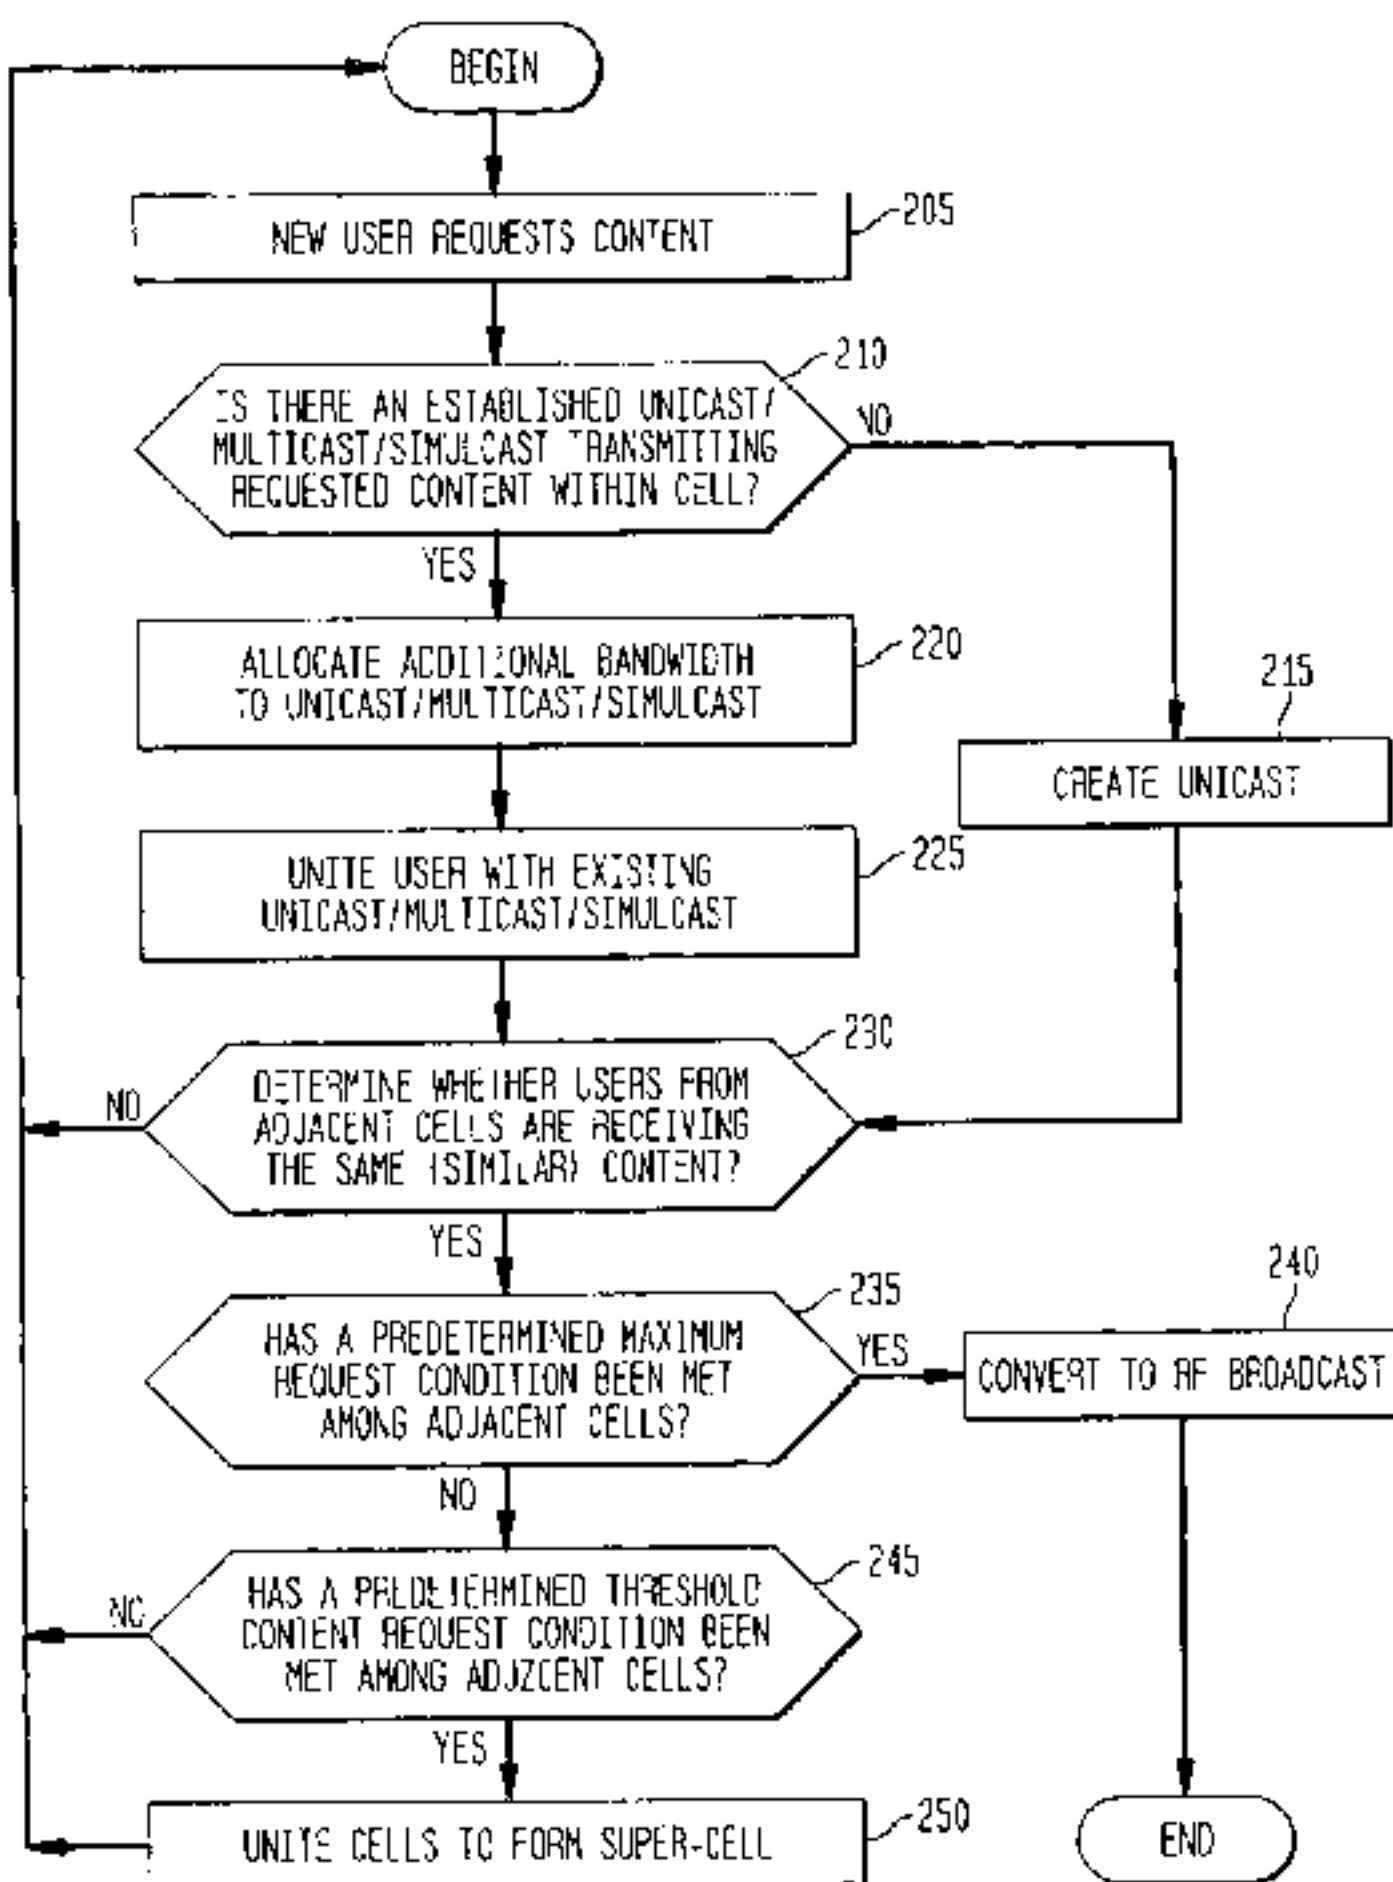 BEGIN
NEW USER REQUESTS CONTENT
205
210
IS THERE AN ESTABLISHED UNICAST/
MULTICAST/SIMULCAST TRANSMITTING
REQUESTED CONTENT WITHIN CELL?
NO
YES
220
ALLOCATE ADDITIONAL BANDWIDTH
TO UNICAST/MULTICAST/SIMULCAST
215
CREATE UNICAST
225
UNITE USER WITH EXISTING
UNICAST/MULTICAST/SIMULCAST
230
DETERMINE WHETHER USERS FROM
ADJACENT CELLS ARE RECEIVING
THE SAME (SIMILAR) CONTENT?
NO
YES
235
HAS A PREDETERMINED MAXIMUM
REQUEST CONDITION BEEN MET
AMONG ADJACENT CELLS?
YES
240
CONVERT TO RF BROADCAST
NO
245
HAS A PREDETERMINED THRESHOLD
CONTENT REQUEST CONDITION BEEN
MET AMONG ADJZCENT CELLS?
NO
YES
250
UNITE CELLS TO FORM SUPER-CELL
END